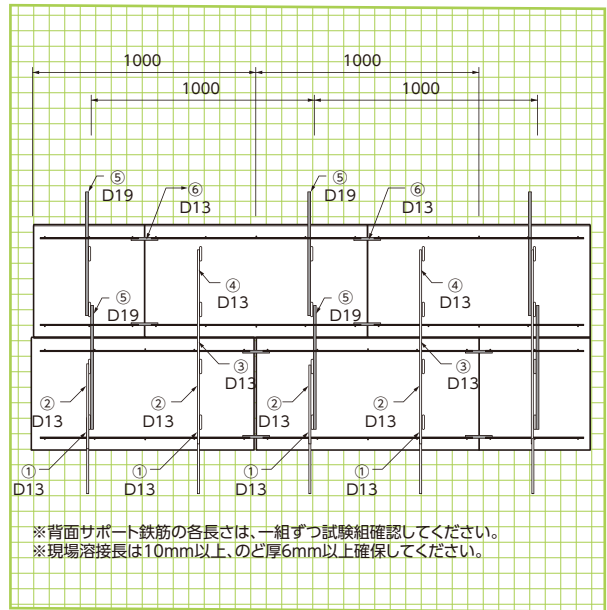 1000 1000
1000 1000
⑤ ⑥ ⑤ ⑥
D19 D13 D19 D13
④ ④
D13 D13
⑤ ⑤
D19 D19
③ ③
D13 D13
② ② ② ②
D13 D13 D13 D13
① ① ① ①
D13 D13 D13 D13
※背面サポート鉄筋の各長さは、一組ずつ試験組確認してください。
※現場溶接長は10mm以上、のど厚6mm以上確保してください。